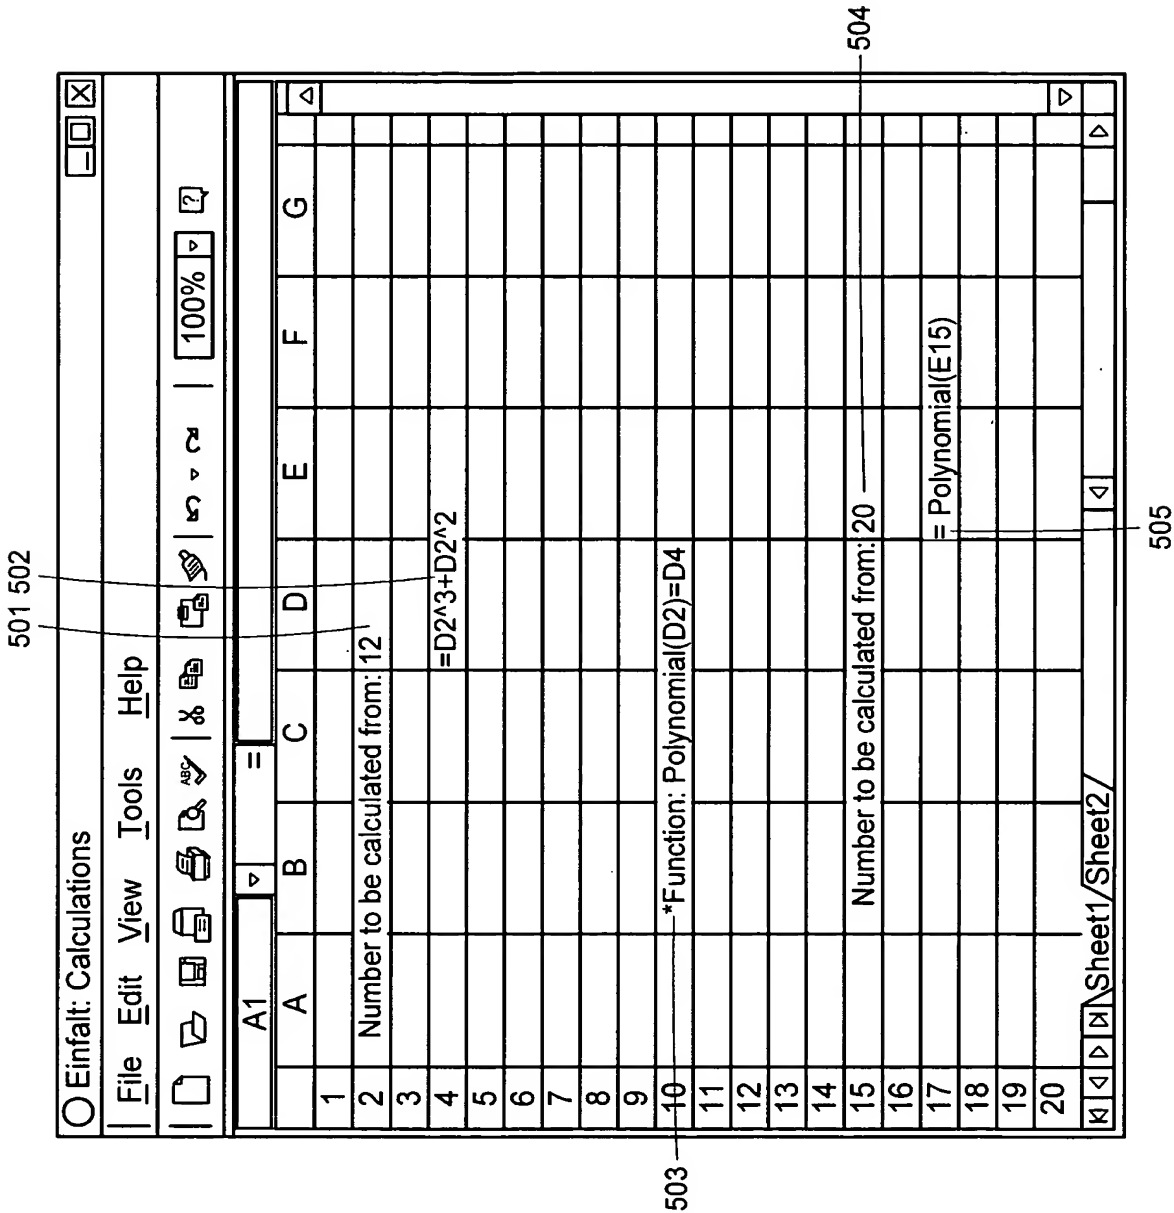 501 502
Einfalt: Calculations
File Edit View Tools Help
ABC 100% ?
A1 =
A B C D E F G
1
2 Number to be calculated from: 12
3
4 =D2^3+D2^2
5
6
7
8
9
10 *Function: Polynomial(D2)=D4
11
12
13
14
15 Number to be calculated from: 20
16
17 = Polynomial(E15)
18
19
20
Sheet1/Sheet2/
503
504
505